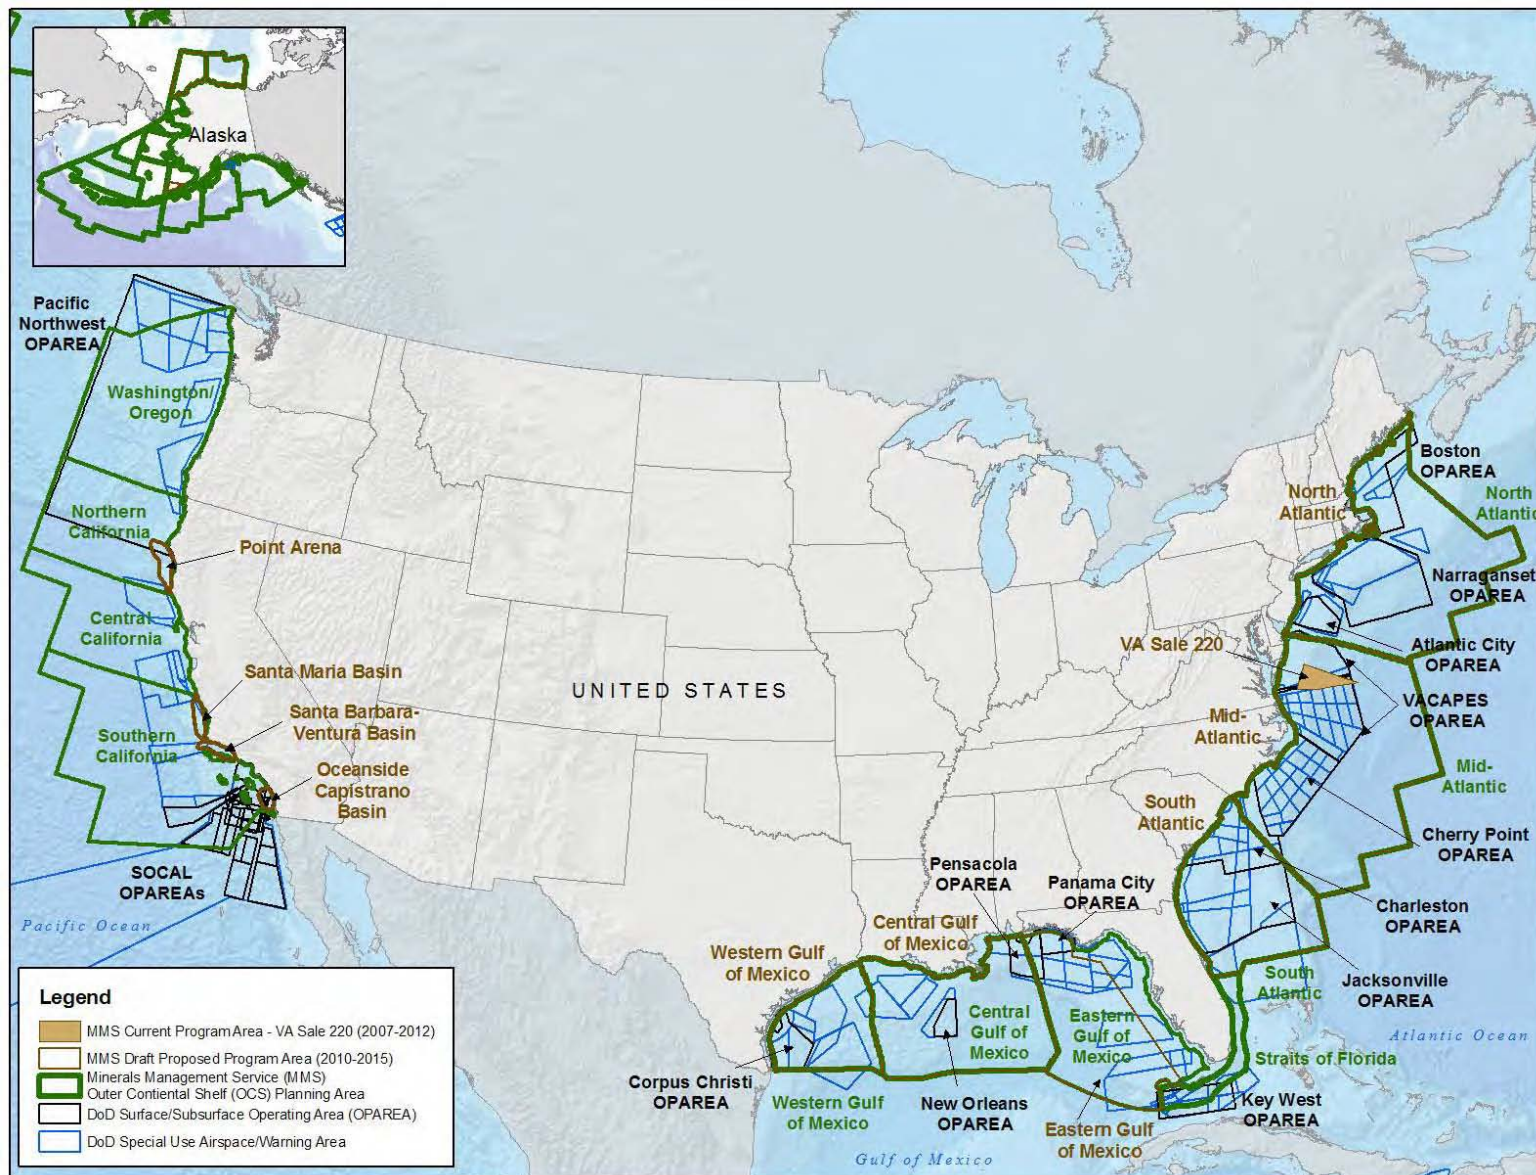 Alaska
Pacific
Northwest
OPAREA
Washington/
Oregon
Northern
California
Point Arena
Central
California
Santa Maria Basin
Santa Barbara-
Ventura Basin
Southern
California
Oceanside
Capistrano
Basin
SOCAL
OPAREAs
Pacific Ocean
UNITED STATES
Boston
OPAREA
North
Atlantic
North
Atlantic
Narraganset
OPAREA
Atlantic City
OPAREA
VA Sale 220
VACAPES
OPAREA
Mid-
Atlantic
Mid-
Atlantic
Cherry Point
OPAREA
South
Atlantic
Charleston
OPAREA
Jacksonville
OPAREA
South
Atlantic
Atlantic Ocean
Straits of Florida
Pensacola
OPAREA
Panama City
OPAREA
Central Gulf
of Mexico
Western Gulf
of Mexico
Central
Gulf of
Mexico
Eastern
Gulf of
Mexico
Corpus Christi
OPAREA
Western Gulf
of Mexico
New Orleans
OPAREA
Eastern Gulf
of Mexico
Key West
OPAREA
Gulf of Mexico
Legend
MMS Current Program Area - VA Sale 220 (2007-2012)
MMS Draft Proposed Program Area (2010-2015)
Minerals Management Service (MMS)
Outer Contiental Shelf (OCS) Planning Area
DoD Surface/Subsurface Operating Area (OPAREA)
DoD Special Use Airspace/Warning Area